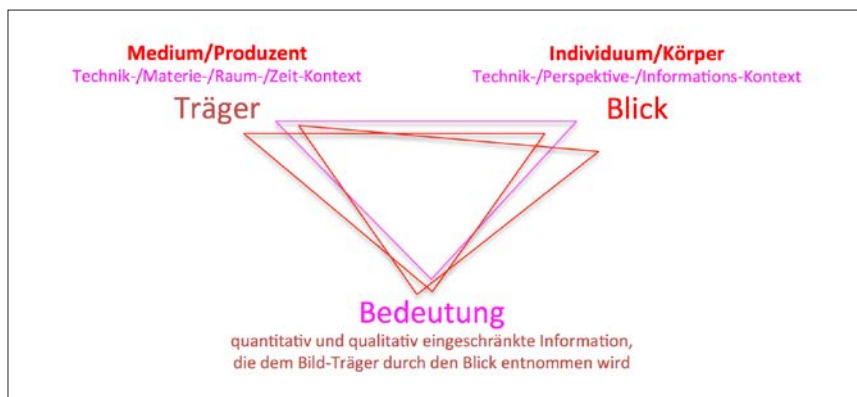 Medium/Produzent
Technik-/Materie-/Raum-/Zeit-Kontext
Träger
Individuum/Körper
Technik-/Perspektive-/Informations-Kontext
Blick
Bedeutung
quantitativ und qualitativ eingeschränkte Information,
die dem Bild-Träger durch den Blick entnommen wird